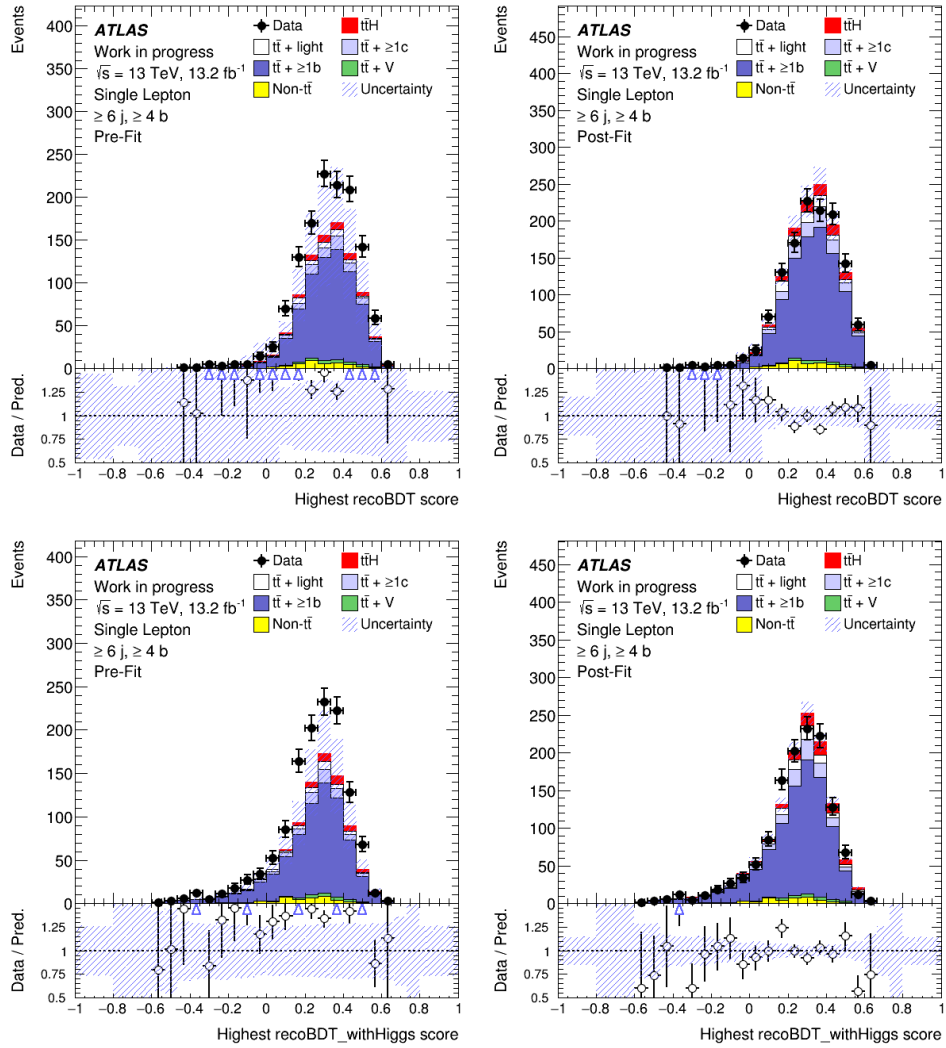 Events
400
350
300
250
200
150
100
50
0
ATLAS
Work in progress
√s = 13 TeV, 13.2 fb⁻¹
Single Lepton
≥ 6 j, ≥ 4 b
Pre-Fit
Data
tt̄H
tt̄ + light
tt̄ + ≥1c
tt̄ + ≥1b
tt̄ + V
Non-tt̄
Uncertainty
Data / Pred.
1.25
1
0.75
0.5
−1 −0.8 −0.6 −0.4 −0.2 0 0.2 0.4 0.6 0.8 1
Highest recoBDT score
Events
450
400
350
300
250
200
150
100
50
0
ATLAS
Work in progress
√s = 13 TeV, 13.2 fb⁻¹
Single Lepton
≥ 6 j, ≥ 4 b
Post-Fit
Data
tt̄H
tt̄ + light
tt̄ + ≥1c
tt̄ + ≥1b
tt̄ + V
Non-tt̄
Uncertainty
Data / Pred.
1.25
1
0.75
0.5
−1 −0.8 −0.6 −0.4 −0.2 0 0.2 0.4 0.6 0.8 1
Highest recoBDT score
Events
400
350
300
250
200
150
100
50
0
ATLAS
Work in progress
√s = 13 TeV, 13.2 fb⁻¹
Single Lepton
≥ 6 j, ≥ 4 b
Pre-Fit
Data
tt̄H
tt̄ + light
tt̄ + ≥1c
tt̄ + ≥1b
tt̄ + V
Non-tt̄
Uncertainty
Data / Pred.
1.25
1
0.75
0.5
−1 −0.8 −0.6 −0.4 −0.2 0 0.2 0.4 0.6 0.8 1
Highest recoBDT_withHiggs score
Events
450
400
350
300
250
200
150
100
50
0
ATLAS
Work in progress
√s = 13 TeV, 13.2 fb⁻¹
Single Lepton
≥ 6 j, ≥ 4 b
Post-Fit
Data
tt̄H
tt̄ + light
tt̄ + ≥1c
tt̄ + ≥1b
tt̄ + V
Non-tt̄
Uncertainty
Data / Pred.
1.25
1
0.75
0.5
−1 −0.8 −0.6 −0.4 −0.2 0 0.2 0.4 0.6 0.8 1
Highest recoBDT_withHiggs score